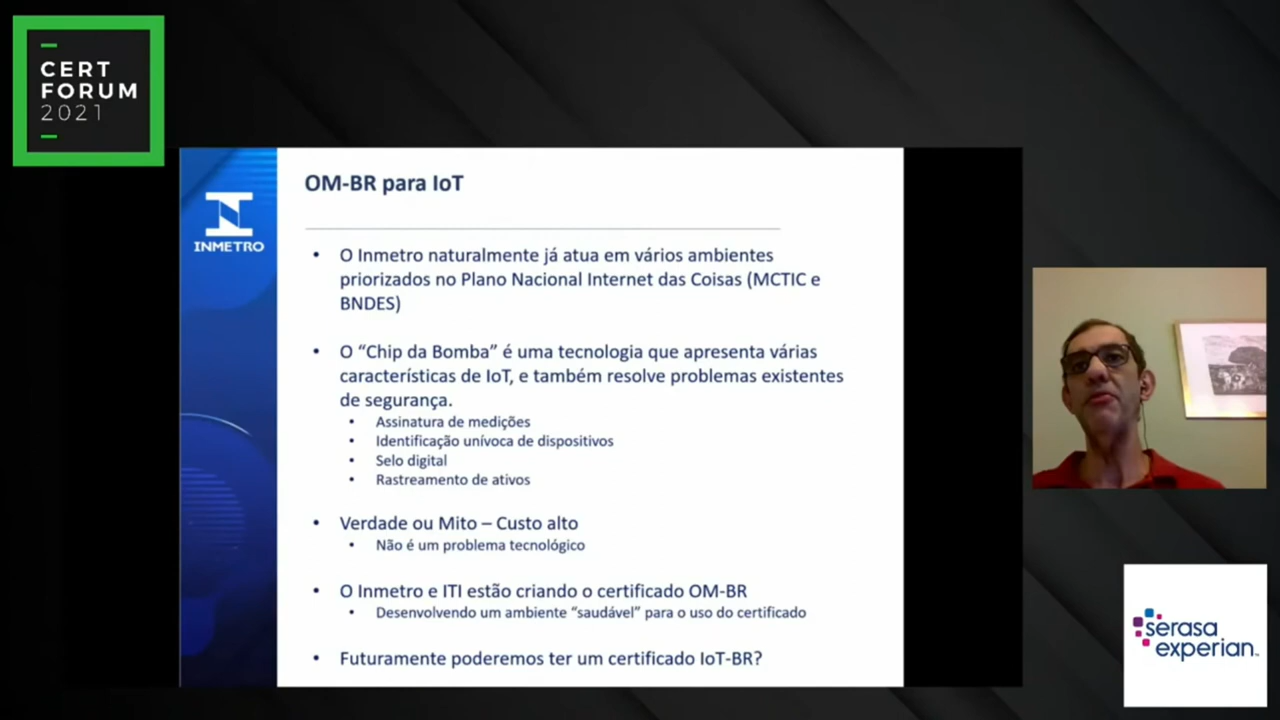 CERT
FORUM
2021
INMETRO
OM-BR para IoT
• O Inmetro naturalmente já atua em vários ambientes
priorizados no Plano Nacional Internet das Coisas (MCTIC e
BNDES)
• O “Chip da Bomba” é uma tecnologia que apresenta várias
características de IoT, e também resolve problemas existentes
de segurança.
• Assinatura de medições
• Identificação unívoca de dispositivos
• Selo digital
• Rastreamento de ativos
• Verdade ou Mito – Custo alto
• Não é um problema tecnológico
• O Inmetro e ITI estão criando o certificado OM-BR
• Desenvolvendo um ambiente “saudável” para o uso do certificado
• Futuramente poderemos ter um certificado IoT-BR?
serasa
experian